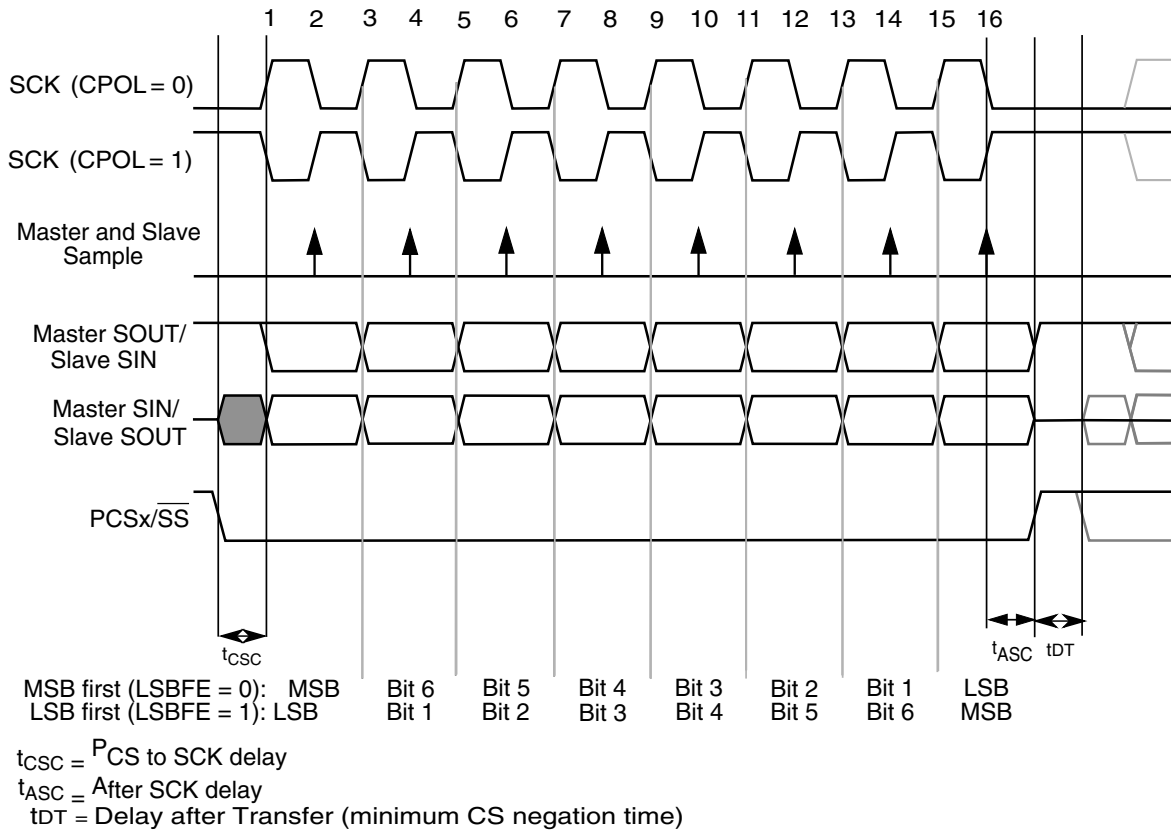 1 2 3 4 5 6 7 8 9 10 11 12 13 14 15 16
SCK (CPOL = 0)
SCK (CPOL = 1)
Master and Slave
Sample
Master SOUT/
Slave SIN
Master SIN/
Slave SOUT
PCSx/SS
tCSC
tASC
tDT
MSB first (LSBFE = 0): MSB Bit 6 Bit 5 Bit 4 Bit 3 Bit 2 Bit 1 LSB
LSB first (LSBFE = 1): LSB Bit 1 Bit 2 Bit 3 Bit 4 Bit 5 Bit 6 MSB
tCSC = PCS to SCK delay
tASC = After SCK delay
tDT = Delay after Transfer (minimum CS negation time)